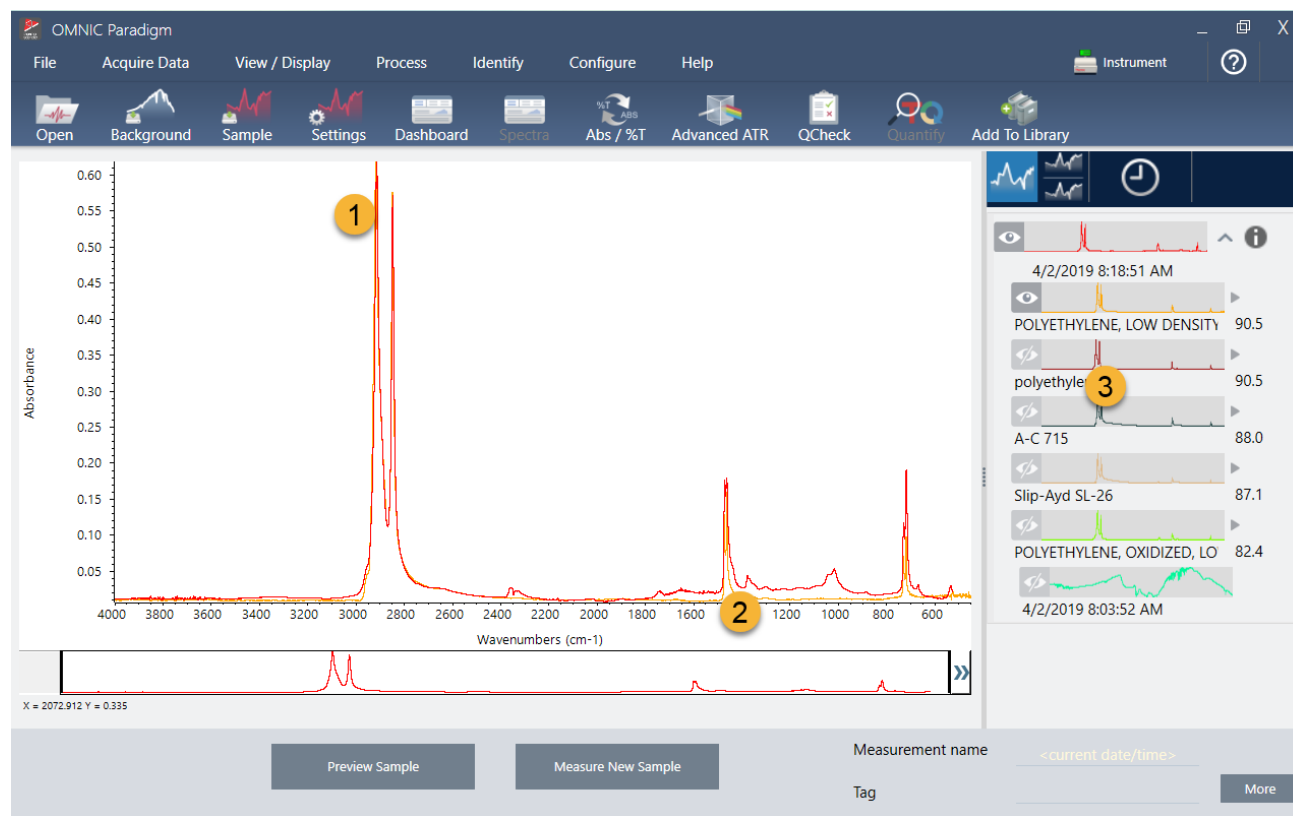 OMNIC Paradigm
X
File Acquire Data View / Display Process Identify Configure Help Instrument ?
%T ABS
Open Background Sample Settings Dashboard Spectra Abs / %T Advanced ATR QCheck Quantify Add To Library
0.60
0.55
0.50
0.45
0.40
0.35
0.30
0.25
0.20
0.15
0.10
0.05
Absorbance
1
2
4000 3800 3600 3400 3200 3000 2800 2600 2400 2200 2000 1800 1600 1200 1000 800 600
Wavenumbers (cm-1)
X = 2072.912 Y = 0.335
i
4/2/2019 8:18:51 AM
POLYETHYLENE, LOW DENSITY 90.5
3
90.5
A-C 715 88.0
Slip-Ayd SL-26 87.1
POLYETHYLENE, OXIDIZED, LO 82.4
4/2/2019 8:03:52 AM
Preview Sample Measure New Sample
Measurement name <current date/time>
Tag
More